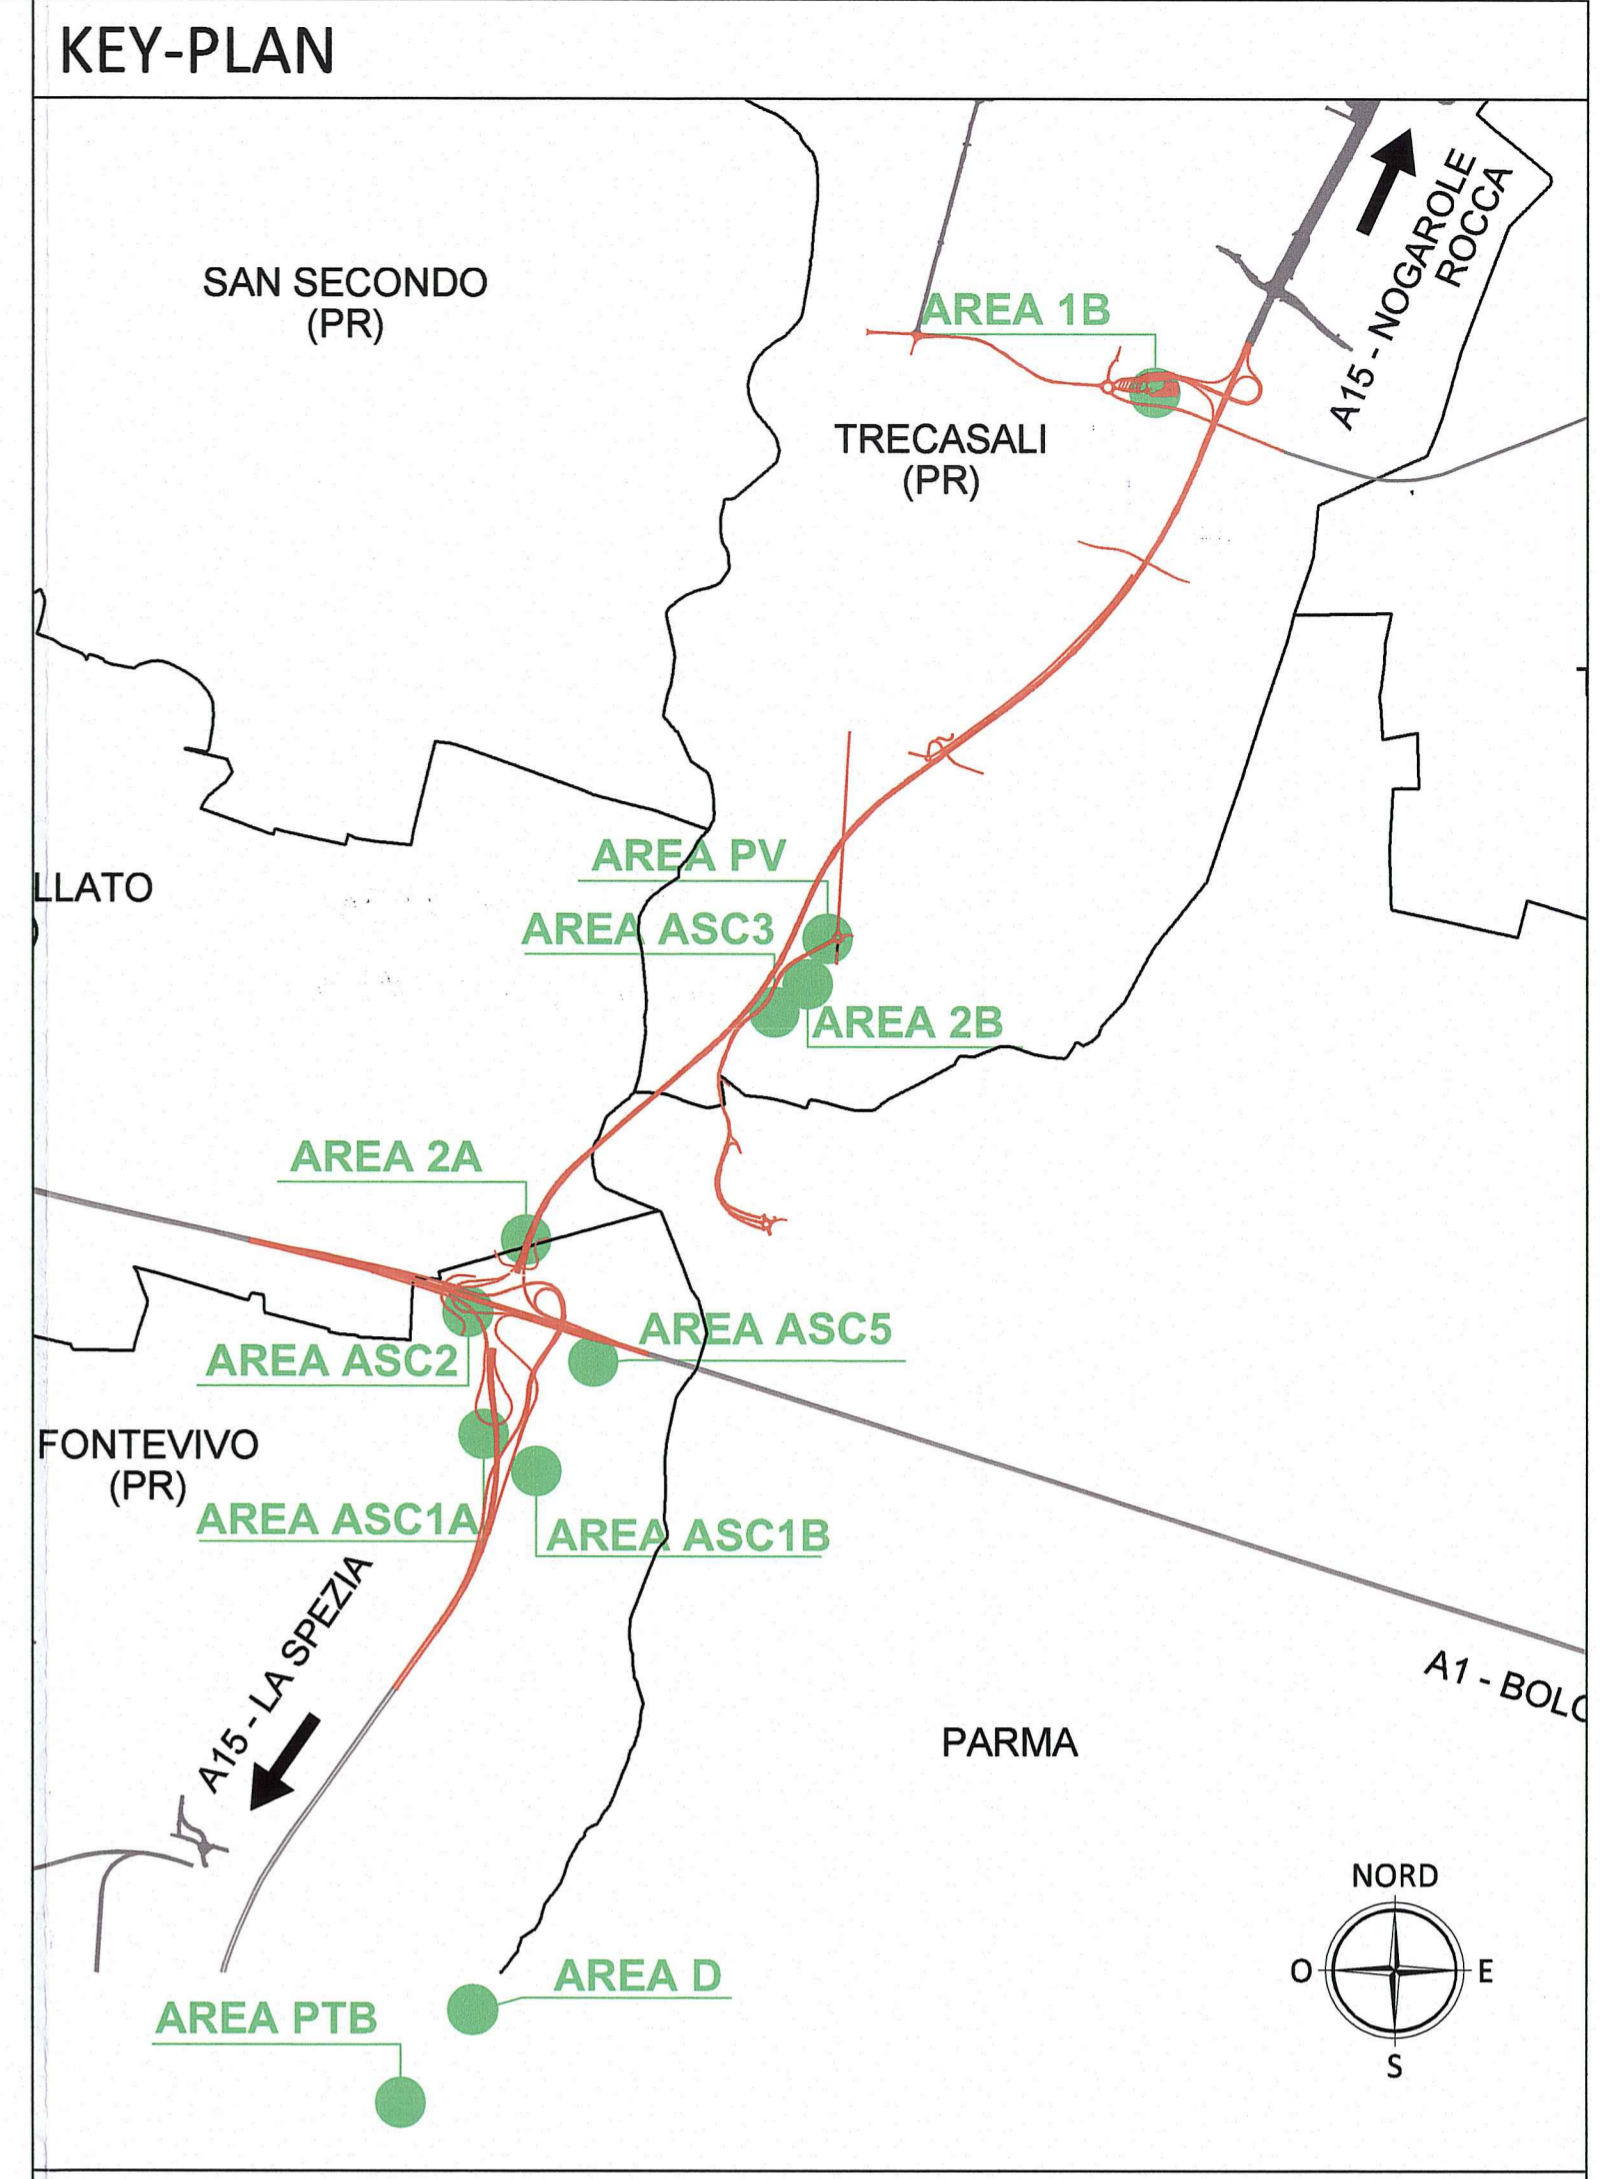 KEY-PLAN
A15 - NOGAROLE
ROCCA
SAN SECONDO
(PR)
AREA 1B
TRECASALI
(PR)
AREA PV
LLATO
AREA ASC3
AREA 2B
AREA 2A
AREA ASC5
AREA ASC2
FONTEVIVO
(PR)
AREA ASC1A
AREA ASC1B
A15 - LA SPEZIA
A1 - BOLO
PARMA
NORD
O
E
S
AREA D
AREA PTB